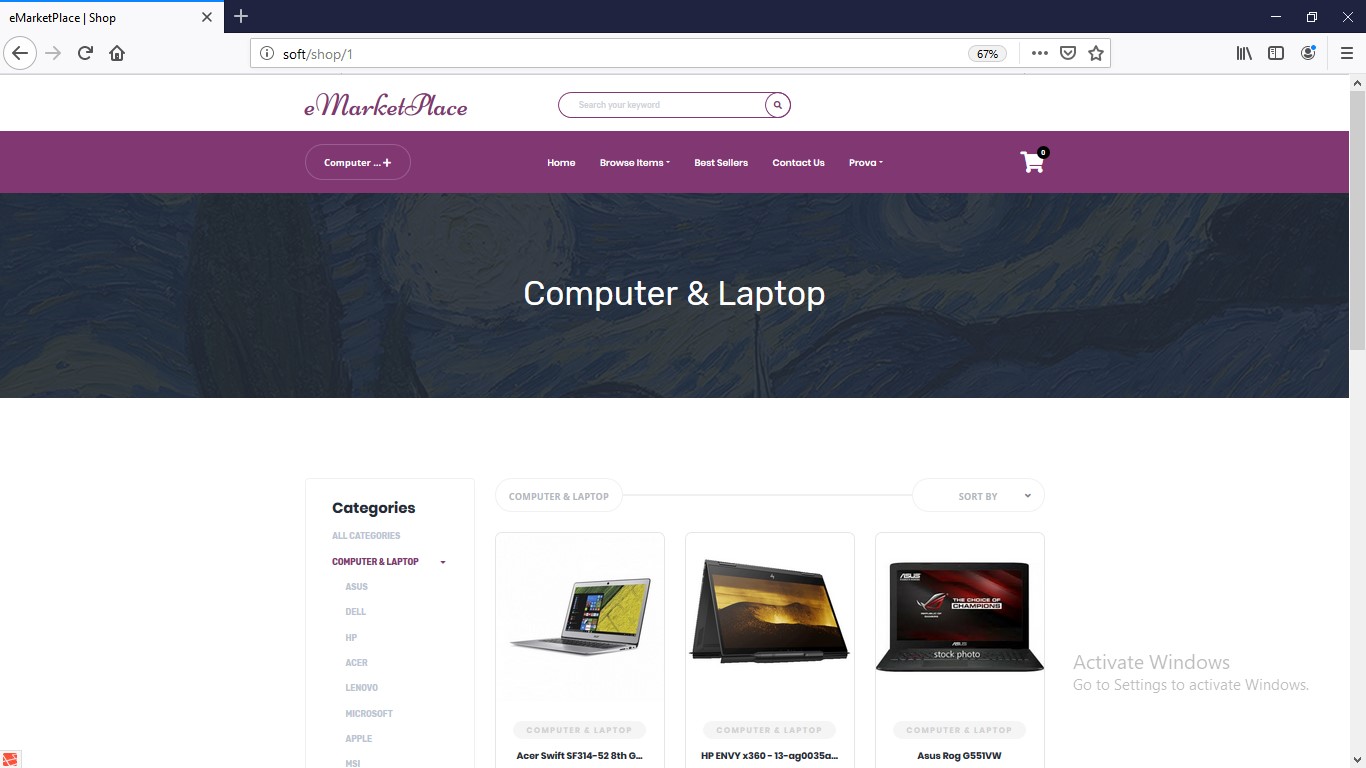 eMarketPlace | Shop
soft/shop/1
67%
eMarketPlace
Search your keyword
Computer ...
Home Browse Items Best Sellers Contact Us Prova
0
Computer & Laptop
Categories
ALL CATEGORIES
COMPUTER & LAPTOP
ASUS
DELL
HP
ACER
LENOVO
MICROSOFT
APPLE
MSI
COMPUTER & LAPTOP
SORT BY
ASUS
THE CHOICE OF
CHAMPIONS
ASUS
stock photo
COMPUTER & LAPTOP COMPUTER & LAPTOP COMPUTER & LAPTOP
Acer Swift SF314-52 8th G... HP ENVY x360 - 13-ag0035a... Asus Rog G551VW
Activate Windows
Go to Settings to activate Windows.